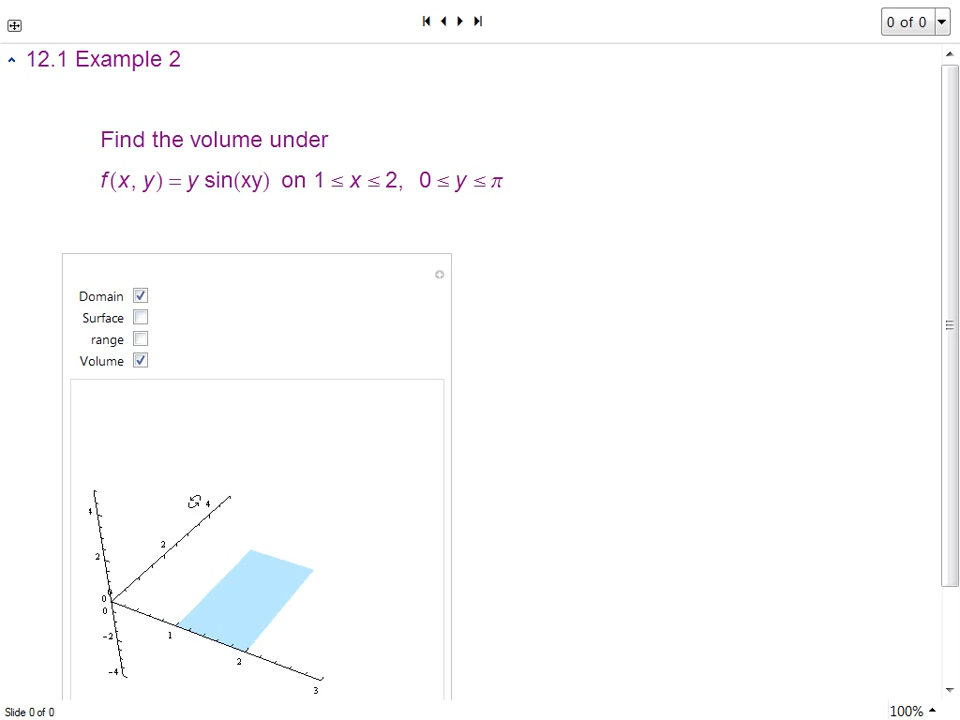 0 of 0
12.1 Example 2
Find the volume under
f(x, y) = y sin(xy) on 1 ≤ x ≤ 2, 0 ≤ y ≤ π
Domain
Surface
range
Volume
4
4
2
2
0
0
0
1
-2
2
-4
3
Slide 0 of 0
100%